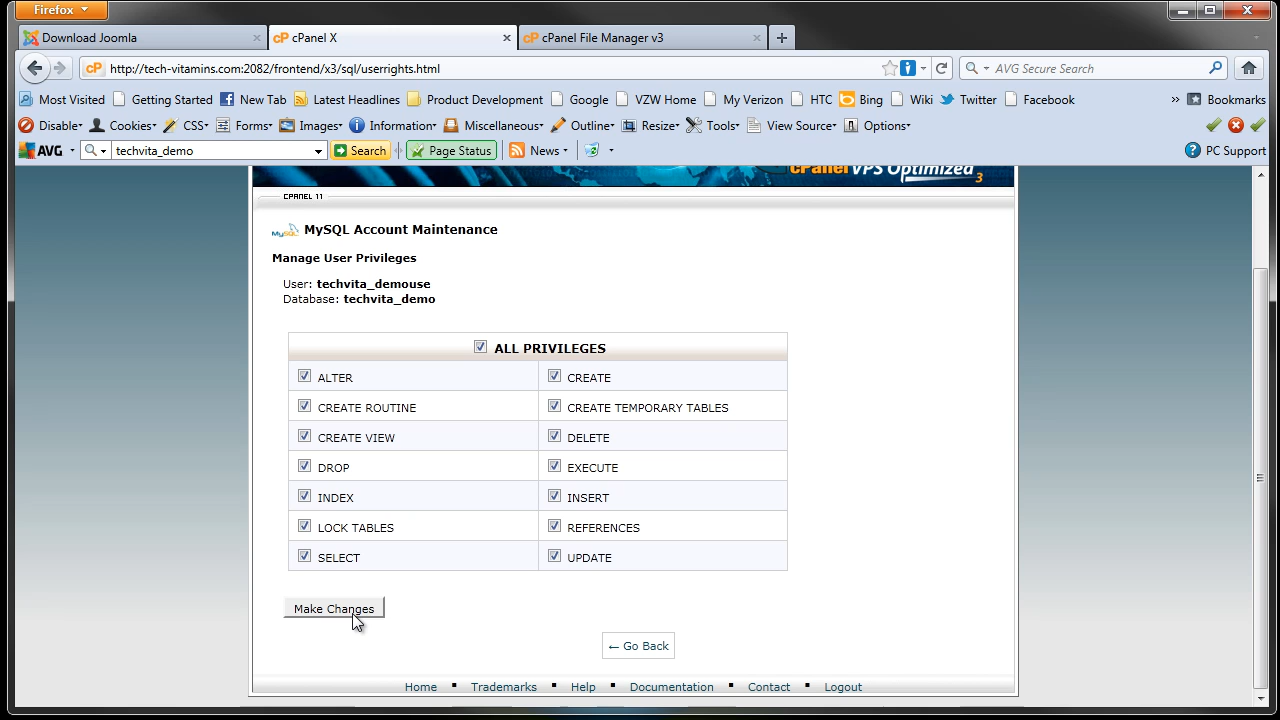 Firefox
Download Joomla
cP cPanel X
cP cPanel File Manager v3
cP http://tech-vitamins.com:2082/frontend/x3/sql/userrights.html
AVG Secure Search
Most Visited Getting Started New Tab Latest Headlines Product Development Google VZW Home My Verizon HTC Bing Wiki Twitter Facebook » Bookmarks
Disable Cookies CSS Forms Images Information Miscellaneous Outline Resize Tools View Source Options
AVG techvita_demo Search Page Status News PC Support
cPanel VPS Optimized 3
CPANEL 11
MySQL MySQL Account Maintenance
Manage User Privileges
User: techvita_demouse
Database: techvita_demo
ALL PRIVILEGES
ALTER CREATE
CREATE ROUTINE CREATE TEMPORARY TABLES
CREATE VIEW DELETE
DROP EXECUTE
INDEX INSERT
LOCK TABLES REFERENCES
SELECT UPDATE
Make Changes
← Go Back
Home Trademarks Help Documentation Contact Logout